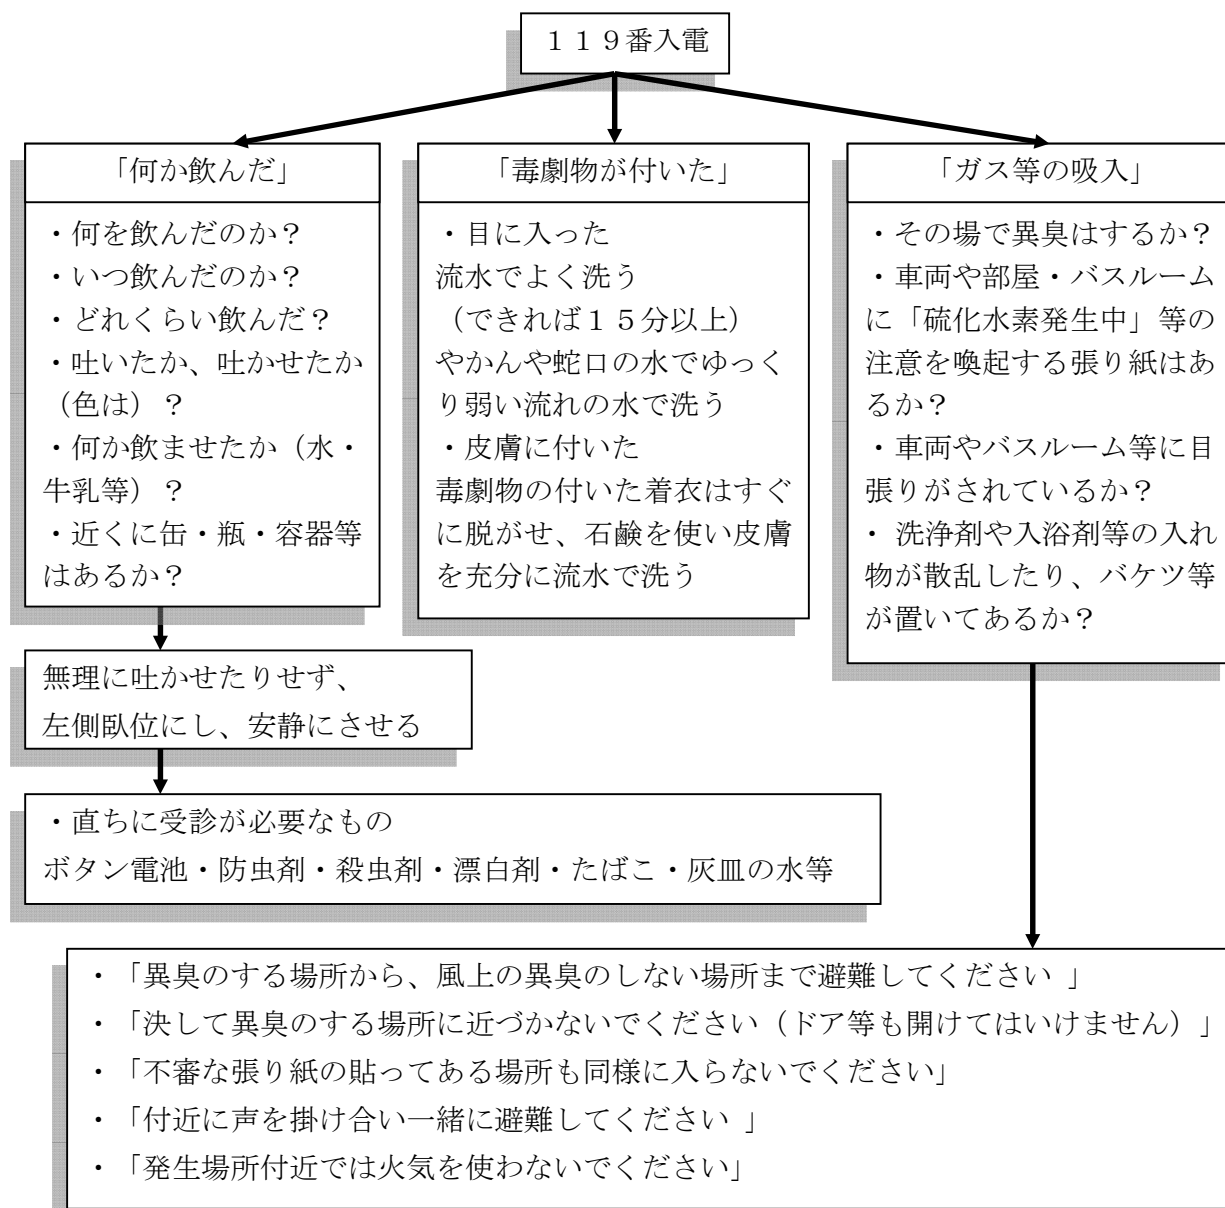 １１９番入電
「何か飲んだ」
・何を飲んだのか？
・いつ飲んだのか？
・どれくらい飲んだ？
・吐いたか、吐かせたか
（色は）？
・何か飲ませたか（水・
牛乳等）？
・近くに缶・瓶・容器等
はあるか？
「毒劇物が付いた」
・目に入った
流水でよく洗う
（できれば１５分以上）
やかんや蛇口の水でゆっく
り弱い流れの水で洗う
・皮膚に付いた
毒劇物の付いた着衣はすぐ
に脱がせ、石鹸を使い皮膚
を充分に流水で洗う
「ガス等の吸入」
・その場で異臭はするか？
・車両や部屋・バスルーム
に「硫化水素発生中」等の
注意を喚起する張り紙はあ
るか？
・車両やバスルーム等に目
張りがされているか？
・ 洗浄剤や入浴剤等の入れ
物が散乱したり、バケツ等
が置いてあるか？
無理に吐かせたりせず、
左側臥位にし、安静にさせる
・直ちに受診が必要なもの
ボタン電池・防虫剤・殺虫剤・漂白剤・たばこ・灰皿の水等
・「異臭のする場所から、風上の異臭のしない場所まで避難してください 」
・「決して異臭のする場所に近づかないでください（ドア等も開けてはいけません）」
・「不審な張り紙の貼ってある場所も同様に入らないでください」
・「付近に声を掛け合い一緒に避難してください 」
・「発生場所付近では火気を使わないでください」